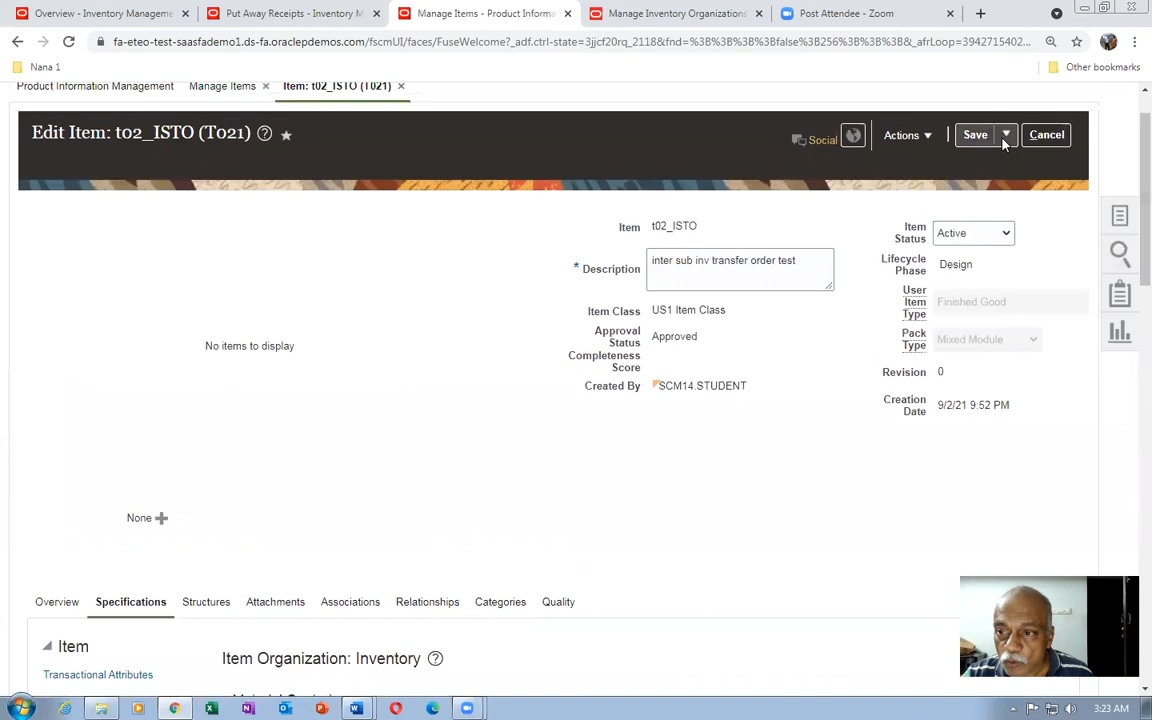 Overview - Inventory Manageme
Put Away Receipts - Inventory M
Manage Items - Product Informa
Manage Inventory Organizations
Post Attendee - Zoom
fa-eteo-test-saasfademo1.ds-fa.oraclepdemos.com/fscmUI/faces/FuseWelcome?_adf.ctrl-state=3jjcf20rq_2118&fnd=%3B%3B%3B%3Bfalse%3B256%3B%3B%3B&_afrLoop=3942715402...
Nana 1
Other bookmarks
Product Information Management
Manage Items
Item: t02_ISTO (T021)
Edit Item: t02_ISTO (T021)
Social
Actions
Save
Cancel
Item t02_ISTO
* Description inter sub inv transfer order test
Item Class US1 Item Class
Approval Status Approved
Completeness Score
Created By SCM14.STUDENT
Item Status Active
Lifecycle Phase Design
User Item Type Finished Good
Pack Type Mixed Module
Revision 0
Creation Date 9/2/21 9:52 PM
No items to display
None
Overview
Specifications
Structures
Attachments
Associations
Relationships
Categories
Quality
Item
Transactional Attributes
Item Organization: Inventory
3:23 AM